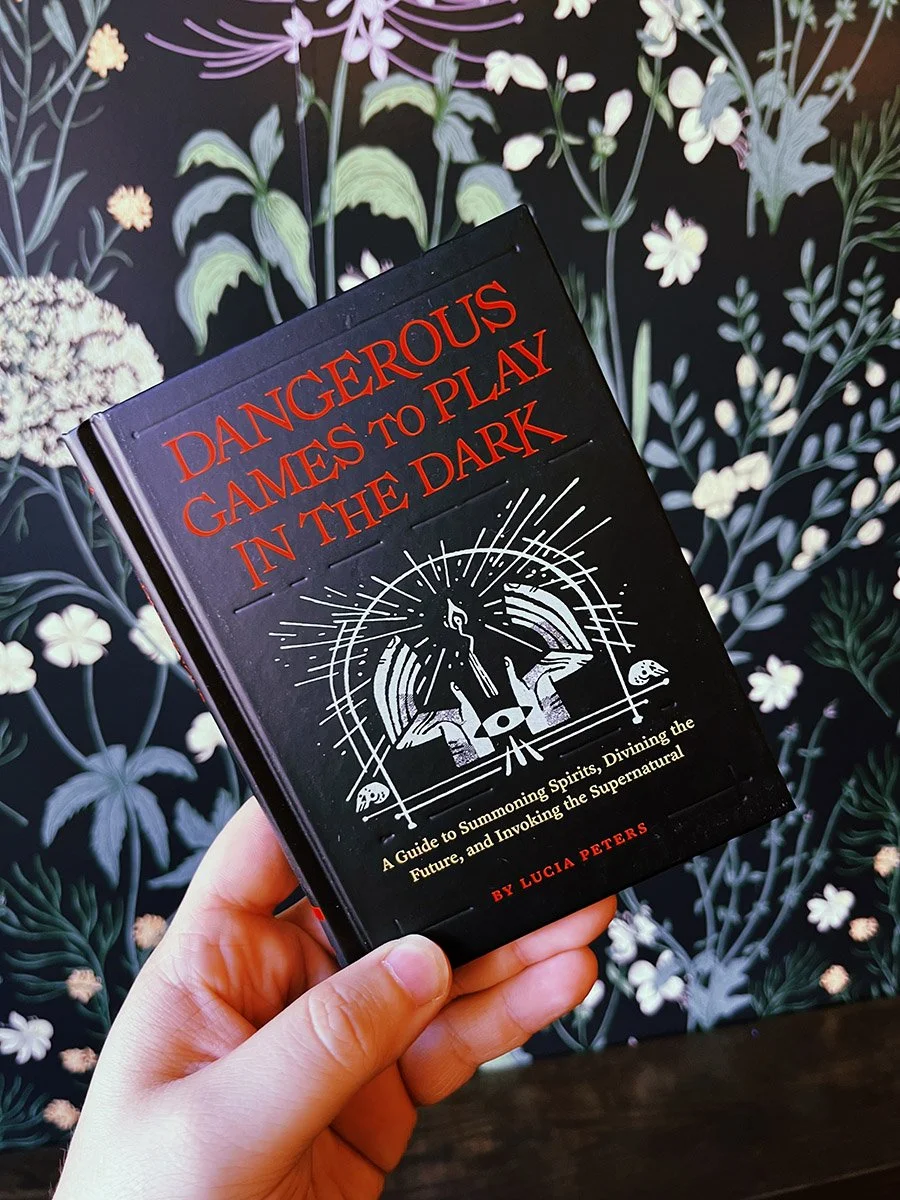 DANGEROUS
GAMES TO PLAY
IN THE DARK
A Guide to Summoning Spirits, Divining the
Future, and Invoking the Supernatural
BY LUCIA PETERS